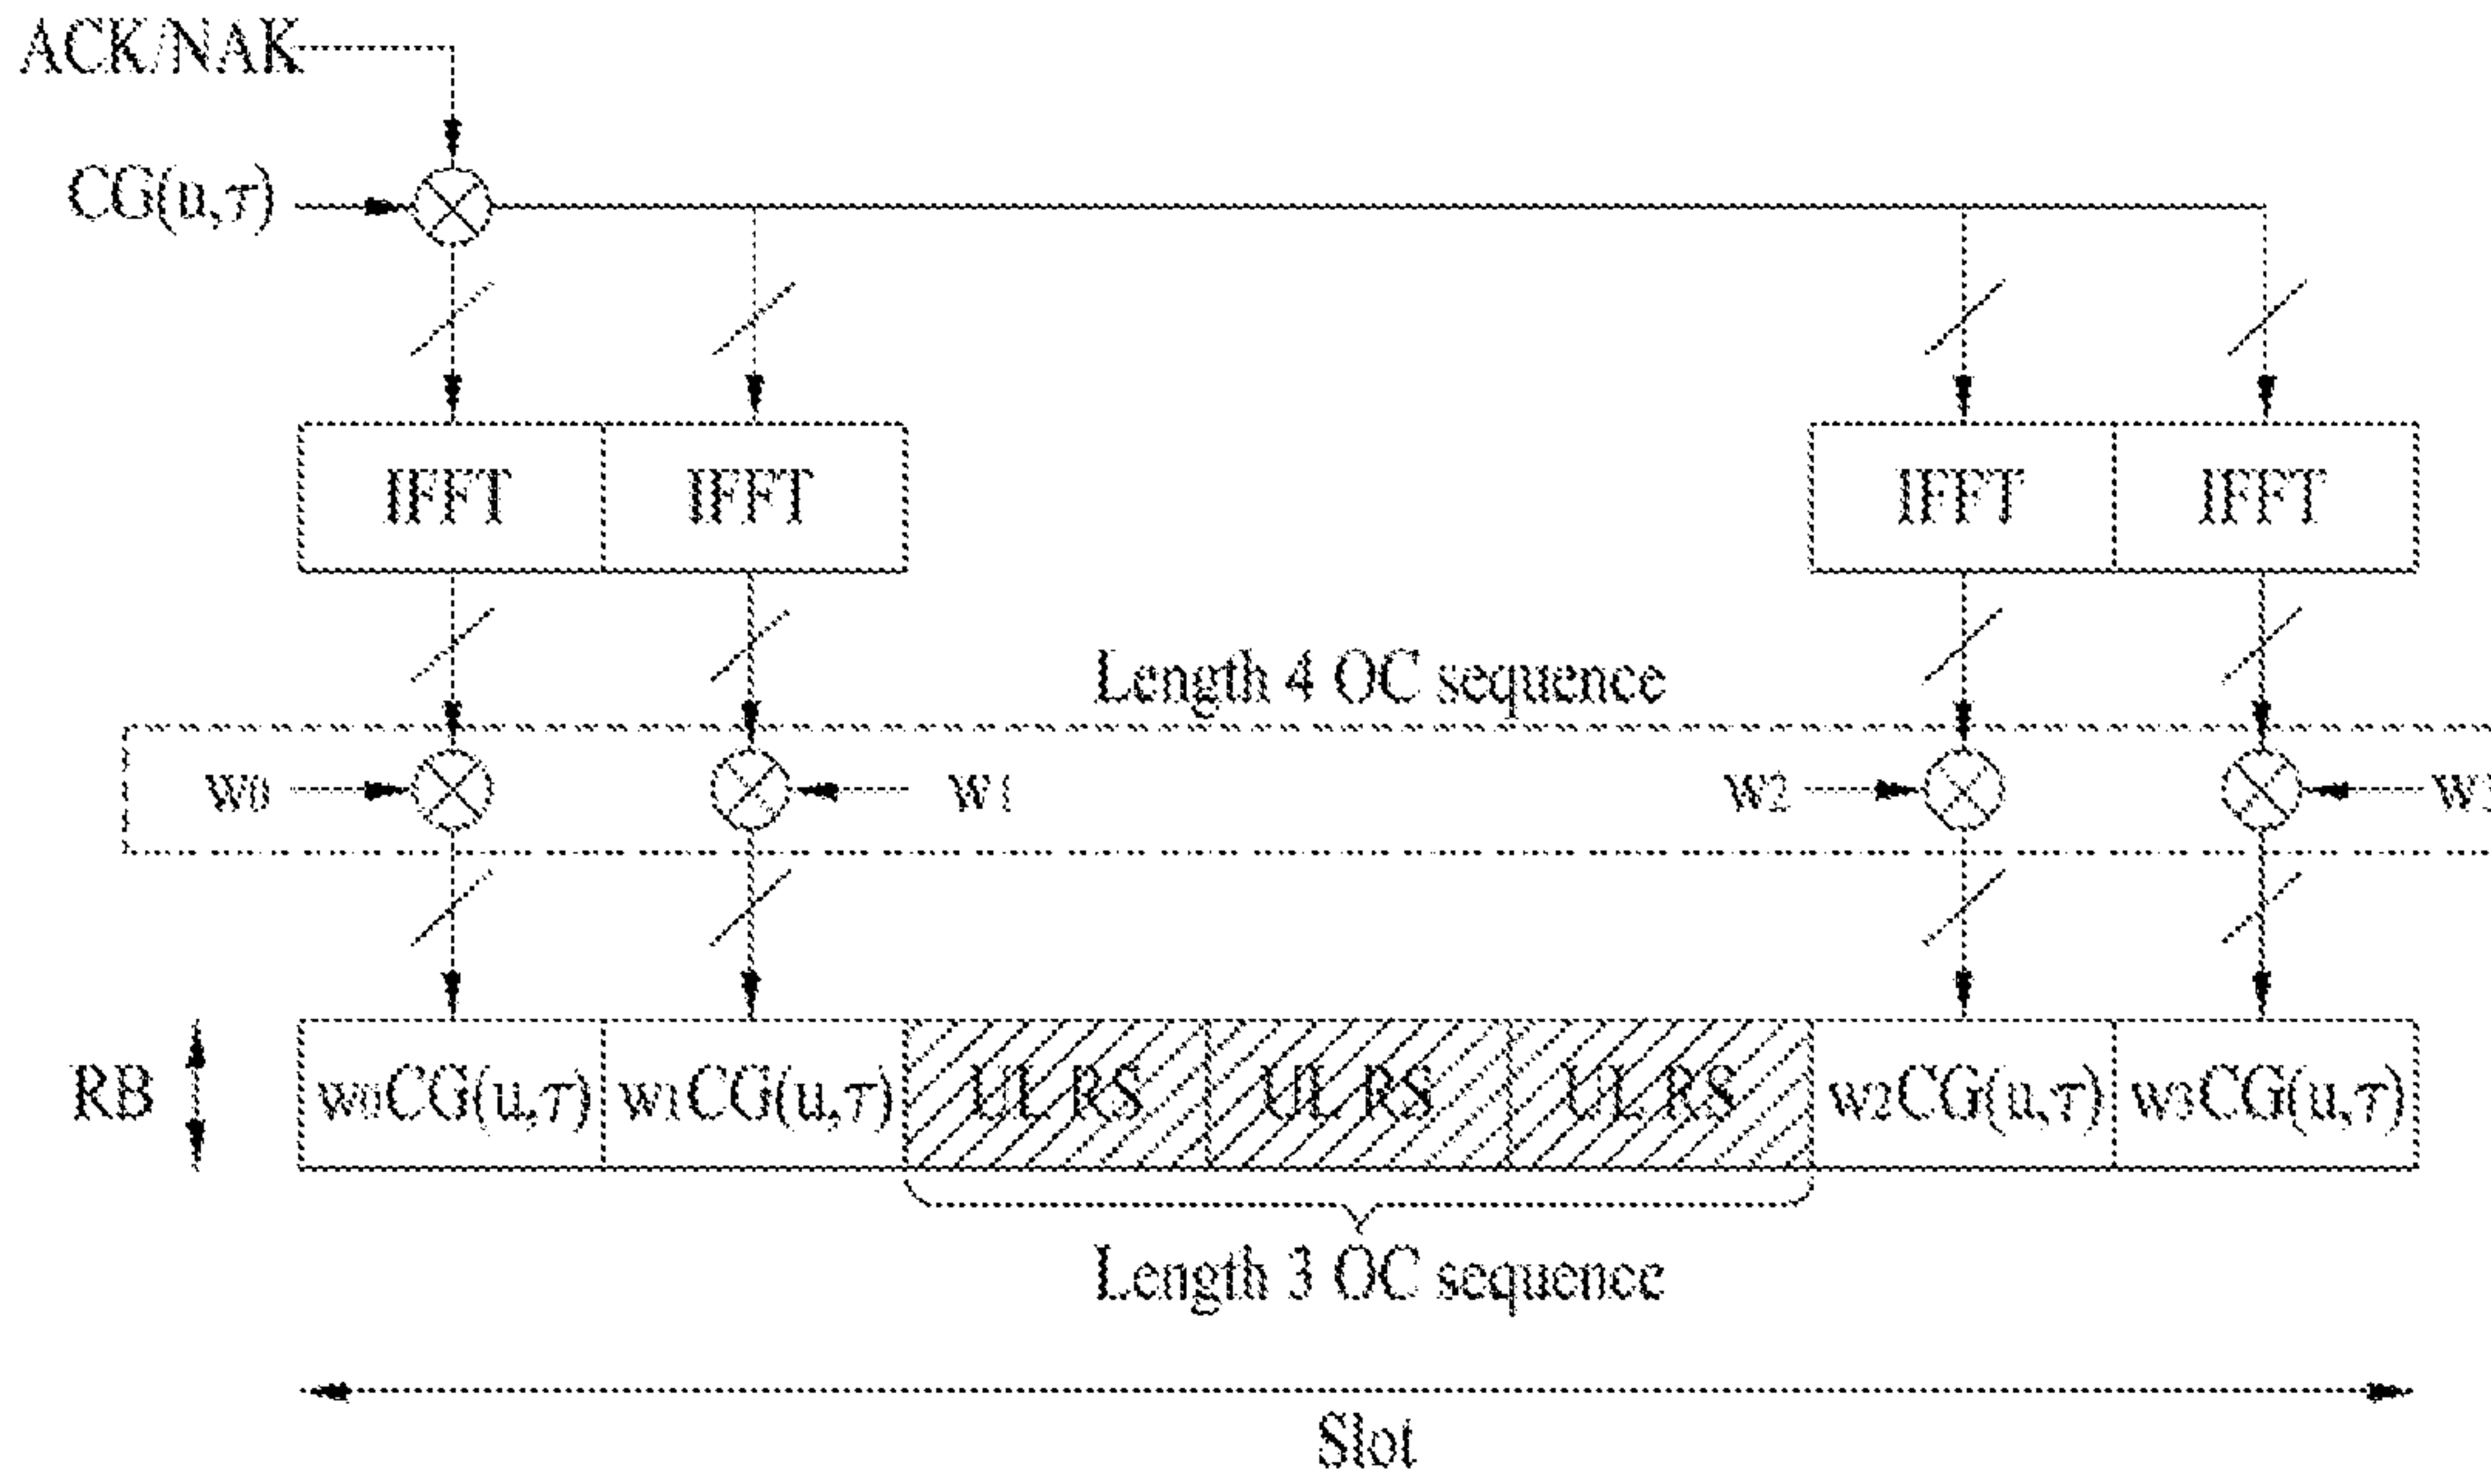 ACK/NAK
CG(u,τ)
IFFT IFFT IFFT IFFT
Length 4 OC sequence
w0 w1 w2
RB
w0CG(u,τ) w1CG(u,τ) UL RS UL RS UL RS w2CG(u,τ) w3CG(u,τ)
Length 3 OC sequence
Slot